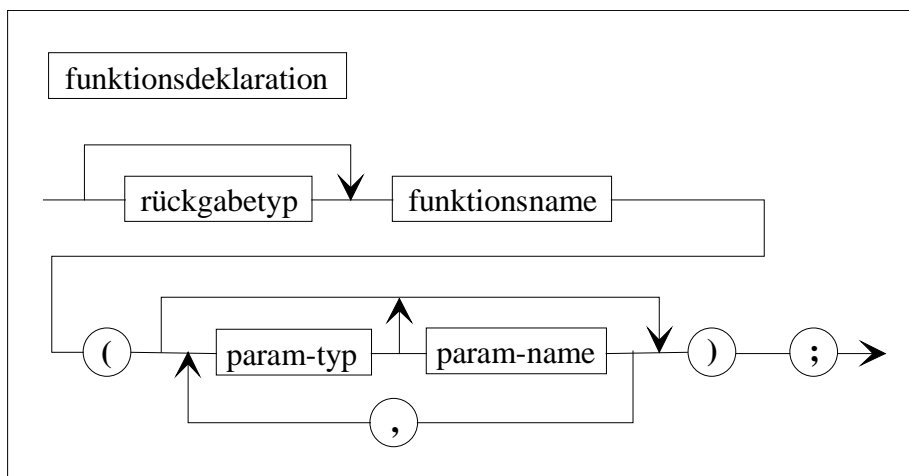 funktionsdeklaration
rückgabetyp funktionsname
( param-typ param-name ) ;
,